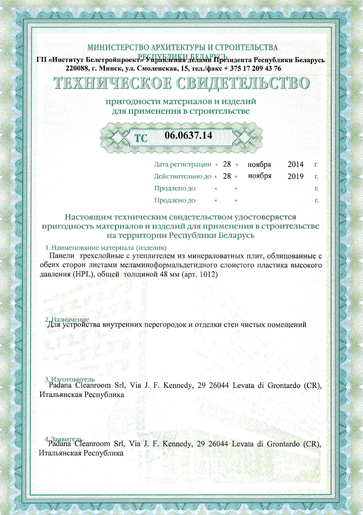 МИНИСТЕРСТВО АРХИТЕКТУРЫ И СТРОИТЕЛЬСТВА
РЕСПУБЛИКИ БЕЛАРУСЬ
ГП «Институт Белстройпроект» Управления делами Президента Республики Беларусь
220088, г. Минск, ул. Смоленская, 15, тел./факс + 375 17 209 43 76
ТЕХНИЧЕСКОЕ СВИДЕТЕЛЬСТВО
пригодности материалов и изделий
для применения в строительстве
ТС 06.0637.14
Дата регистрации « 28 » ноября 2014 г.
Действительно до « 28 » ноября 2019 г.
Продлено до « » г.
Продлено до « » г.
Настоящим техническим свидетельством удостоверяется
пригодность материалов и изделий для применения в строительстве
на территории Республики Беларусь
1. Наименование материала (изделия)
Панели трехслойные с утеплителем из минераловатных плит, облицованные с
обеих сторон листами меламиноформальдегидного слоистого пластика высокого
давления (HPL), общей толщиной 48 мм (арт. 1012)
2. Назначение
Для устройства внутренних перегородок и отделки стен чистых помещений
3. Изготовитель
Padana Cleanroom Srl, Via J. F. Kennedy, 29 26044 Levata di Grontardo (CR),
Итальянская Республика
4. Заявитель
Padana Cleanroom Srl, Via J. F. Kennedy, 29 26044 Levata di Grontardo (CR),
Итальянская Республика